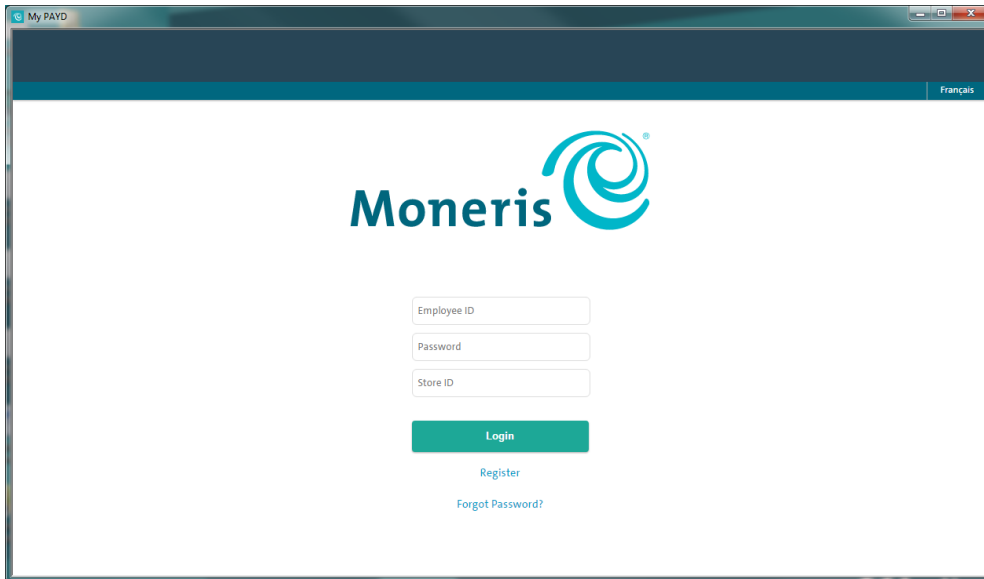 My PAYD
Français
Moneris®
Employee ID
Password
Store ID
Login
Register
Forgot Password?